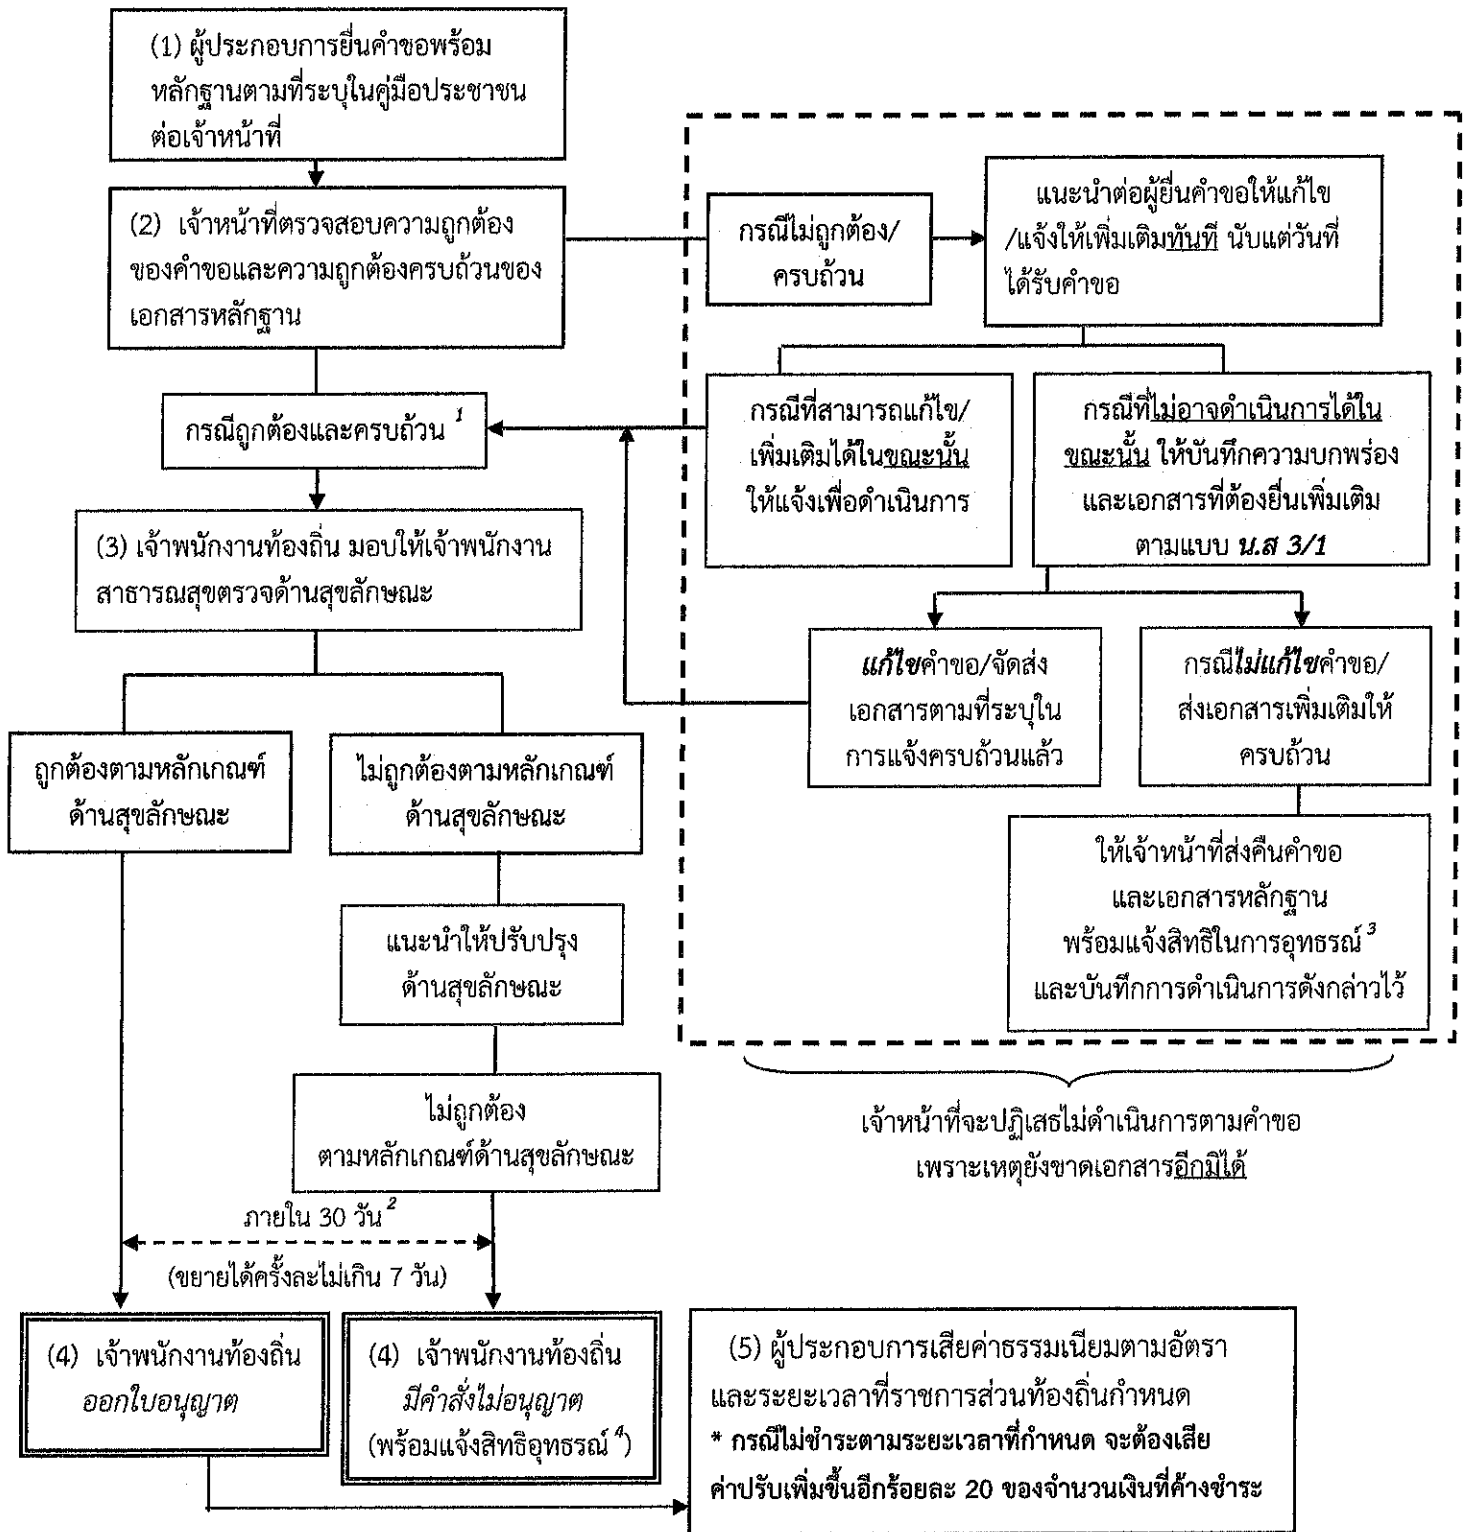 (1) ผู้ประกอบการยื่นคำขอพร้อม
หลักฐานตามที่ระบุในคู่มือประชาชน
ต่อเจ้าหน้าที่
(2) เจ้าหน้าที่ตรวจสอบความถูกต้อง
ของคำขอและความถูกต้องครบถ้วนของ
เอกสารหลักฐาน
กรณีไม่ถูกต้อง/
ครบถ้วน
แนะนำต่อผู้ยื่นคำขอให้แก้ไข
/แจ้งให้เพิ่มเติมทันที นับแต่วันที่
ได้รับคำขอ
กรณีถูกต้องและครบถ้วน 1
กรณีที่สามารถแก้ไข/
เพิ่มเติมได้ในขณะนั้น
ให้แจ้งเพื่อดำเนินการ
กรณีที่ไม่อาจดำเนินการได้ใน
ขณะนั้น ให้บันทึกความบกพร่อง
และเอกสารที่ต้องยื่นเพิ่มเติม
ตามแบบ น.ส 3/1
(3) เจ้าพนักงานท้องถิ่น มอบให้เจ้าพนักงาน
สาธารณสุขตรวจด้านสุขลักษณะ
แก้ไขคำขอ/จัดส่ง
เอกสารตามที่ระบุใน
การแจ้งครบถ้วนแล้ว
กรณีไม่แก้ไขคำขอ/
ส่งเอกสารเพิ่มเติมให้
ครบถ้วน
ถูกต้องตามหลักเกณฑ์
ด้านสุขลักษณะ
ไม่ถูกต้องตามหลักเกณฑ์
ด้านสุขลักษณะ
ให้เจ้าหน้าที่ส่งคืนคำขอ
และเอกสารหลักฐาน
พร้อมแจ้งสิทธิในการอุทธรณ์ 3
และบันทึกการดำเนินการดังกล่าวไว้
แนะนำให้ปรับปรุง
ด้านสุขลักษณะ
ไม่ถูกต้อง
ตามหลักเกณฑ์ด้านสุขลักษณะ
เจ้าหน้าที่จะปฏิเสธไม่ดำเนินการตามคำขอ
เพราะเหตุยังขาดเอกสารอีกมิได้
ภายใน 30 วัน 2
(ขยายได้ครั้งละไม่เกิน 7 วัน)
(4) เจ้าพนักงานท้องถิ่น
ออกใบอนุญาต
(4) เจ้าพนักงานท้องถิ่น
มีคำสั่งไม่อนุญาต
(พร้อมแจ้งสิทธิอุทธรณ์ 4)
(5) ผู้ประกอบการเสียค่าธรรมเนียมตามอัตรา
และระยะเวลาที่ราชการส่วนท้องถิ่นกำหนด
* กรณีไม่ชำระตามระยะเวลาที่กำหนด จะต้องเสีย
ค่าปรับเพิ่มขึ้นอีกร้อยละ 20 ของจำนวนเงินที่ค้างชำระ